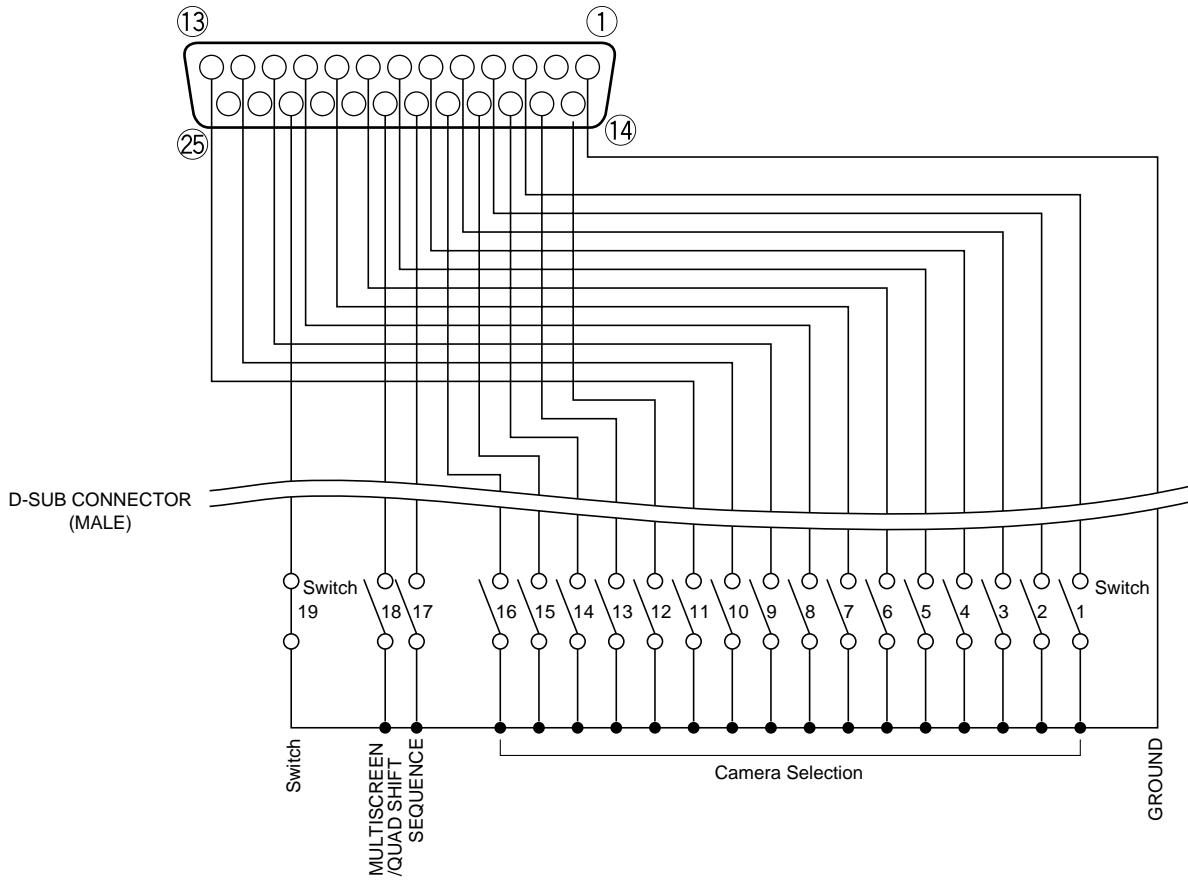 ⑬
①
㉕
⑭
D-SUB CONNECTOR
(MALE)
Switch
19
18
17
16
15
14
13
12
11
10
9
8
7
6
5
4
3
2
1
Switch
Switch
MULTISCREEN
/QUAD SHIFT
SEQUENCE
Camera Selection
GROUND